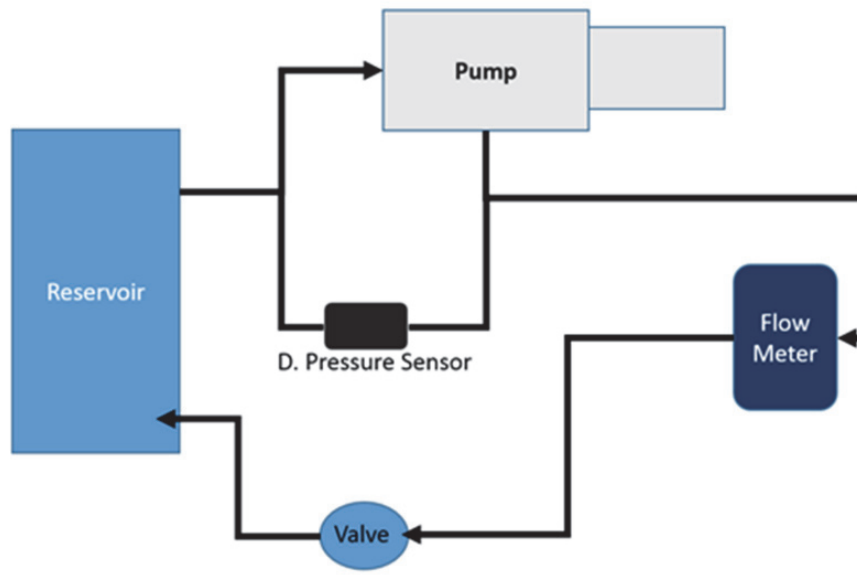 Pump
Reservoir
D. Pressure Sensor
Flow
Meter
Valve